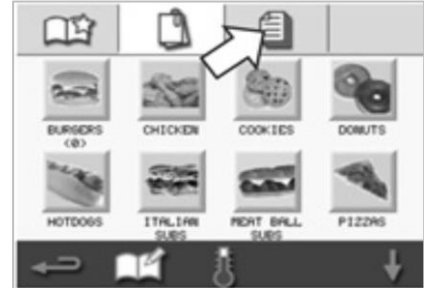 BURGERS CHICKEN COOKIES DONUTS
(0)
HOTDOGS ITALIAN MEAT BALL PIZZAS
SUBS SUBS